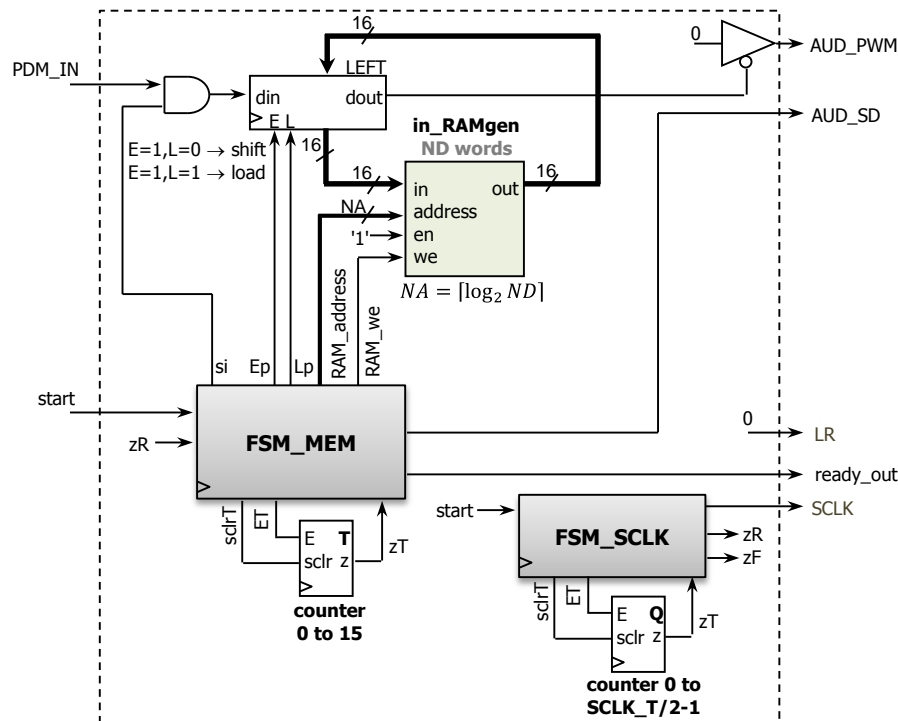 16
0
AUD_PWM
PDM_IN
LEFT
din
dout
E L
in_RAMgen
ND words
AUD_SD
E=1,L=0 → shift
E=1,L=1 → load
16
16
16
in
out
NA
address
'1'
en
we
NA = ⌈log₂ ND⌉
RAM_address
RAM_we
si
Ep
Lp
start
zR
FSM_MEM
0
LR
ready_out
start
SCLK
FSM_SCLK
zR
zF
sclrT
ET
E
T
sclr
z
zT
counter
0 to 15
sclrT
ET
E
Q
sclr
z
zT
counter 0 to
SCLK_T/2-1